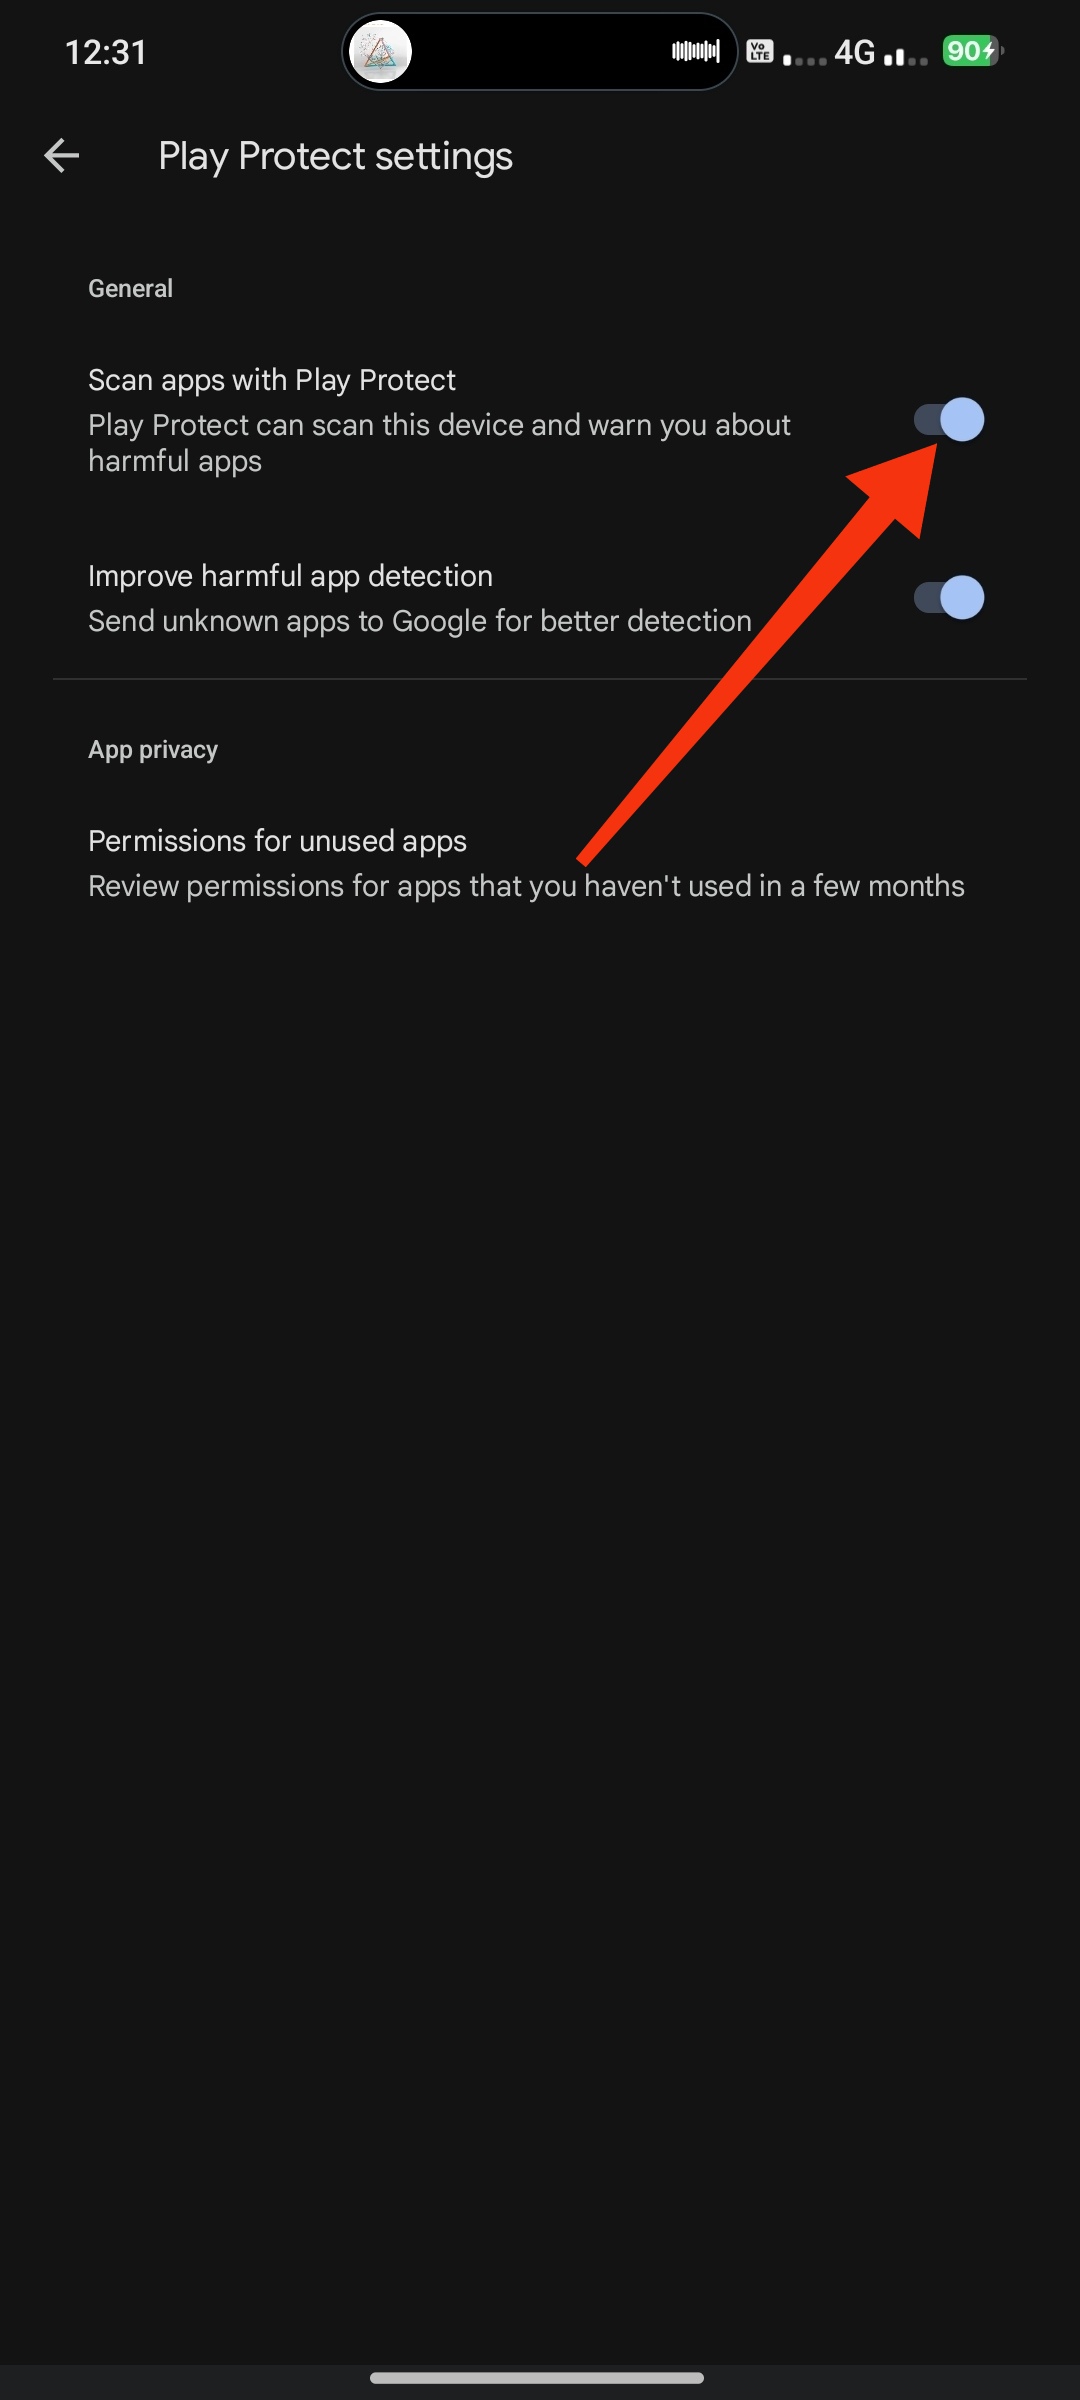 12:31
Vo LTE
4G
90
Play Protect settings
General
Scan apps with Play Protect
Play Protect can scan this device and warn you about
harmful apps
Improve harmful app detection
Send unknown apps to Google for better detection
App privacy
Permissions for unused apps
Review permissions for apps that you haven't used in a few months